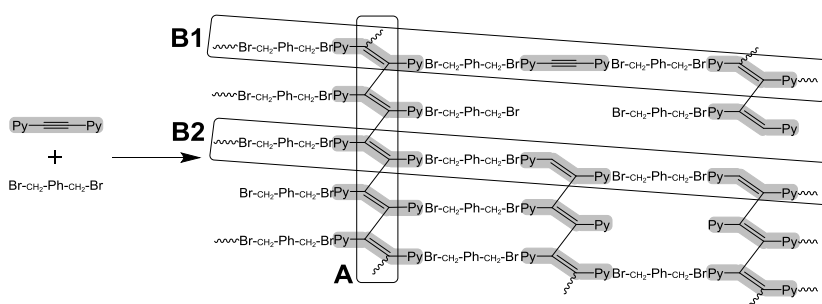 B1
Br-CH₂-Ph-CH₂-BrPy
PyBr-CH₂-Ph-CH₂-BrPy Py Br-CH₂-Ph-CH₂-BrPy
Py
Br-CH₂-Ph-CH₂-BrPy
PyBr-CH₂-Ph-CH₂-Br Br-CH₂-Ph-CH₂-BrPy
Py Py
Py
B2
Br-CH₂-Ph-CH₂-BrPy
+
PyBr-CH₂-Ph-CH₂-BrPy
PyBr-CH₂-Ph-CH₂-BrPy
Br-CH₂-Ph-CH₂-Br
Br-CH₂-Ph-CH₂-BrPy
Py
PyBr-CH₂-Ph-CH₂-BrPy
Py Py
Br-CH₂-Ph-CH₂-BrPy
Py
Py Br-CH₂-Ph-CH₂-BrPy
A
PyBr-CH₂-Ph-CH₂-BrPy
Py